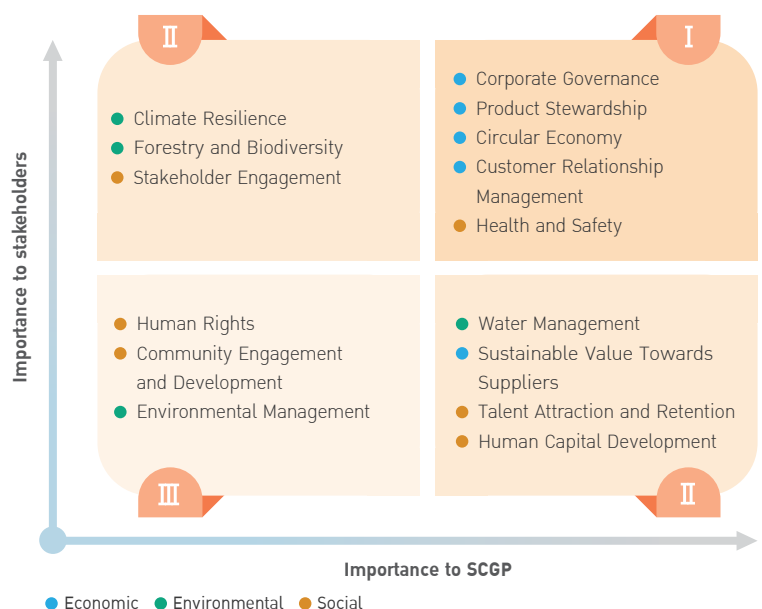 II
I
Climate Resilience
Forestry and Biodiversity
Stakeholder Engagement
Corporate Governance
Product Stewardship
Circular Economy
Customer Relationship
Management
Health and Safety
Importance to stakeholders
Human Rights
Community Engagement
and Development
Environmental Management
Water Management
Sustainable Value Towards
Suppliers
Talent Attraction and Retention
Human Capital Development
III
II
Importance to SCGP
Economic Environmental Social